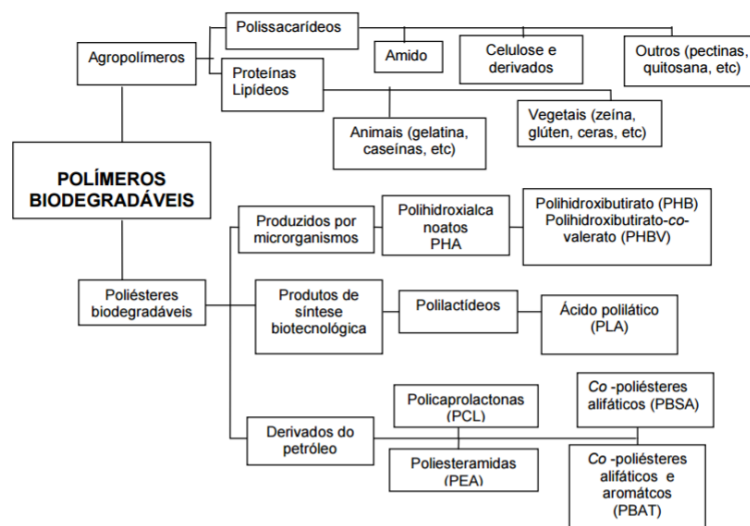 Polissacarídeos
Agropolímeros
Amido
Celulose e
derivados
Outros (pectinas,
quitosana, etc)
Proteínas
Lipídeos
Animais (gelatina,
caseínas, etc)
Vegetais (zeína,
glúten, ceras, etc)
POLÍMEROS
BIODEGRADÁVEIS
Produzidos por
microrganismos
Polihidroxialca
noatos
PHA
Polihidroxibutirato (PHB)
Polihidroxibutirato-co-
valerato (PHBV)
Poliésteres
biodegradáveis
Produtos de
síntese
biotecnológica
Polilactídeos
Ácido polilático
(PLA)
Derivados do
petróleo
Policaprolactonas
(PCL)
Poliesteramidas
(PEA)
Co -poliésteres
alifáticos (PBSA)
Co -poliésteres
alifáticos e
aromátcos
(PBAT)